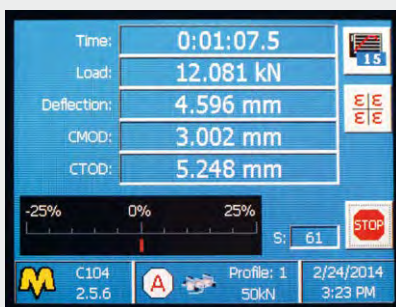 Time: 0:01:07.5
15
Load: 12.081 kN
Deflection: 4.596 mm
ε ε
ε ε
CMOD: 3.002 mm
CTOD: 5.248 mm
-25% 0% 25%
S: 61
STOP
C104
2.5.6
A
Profile: 1
50kN
2/24/2014
3:23 PM